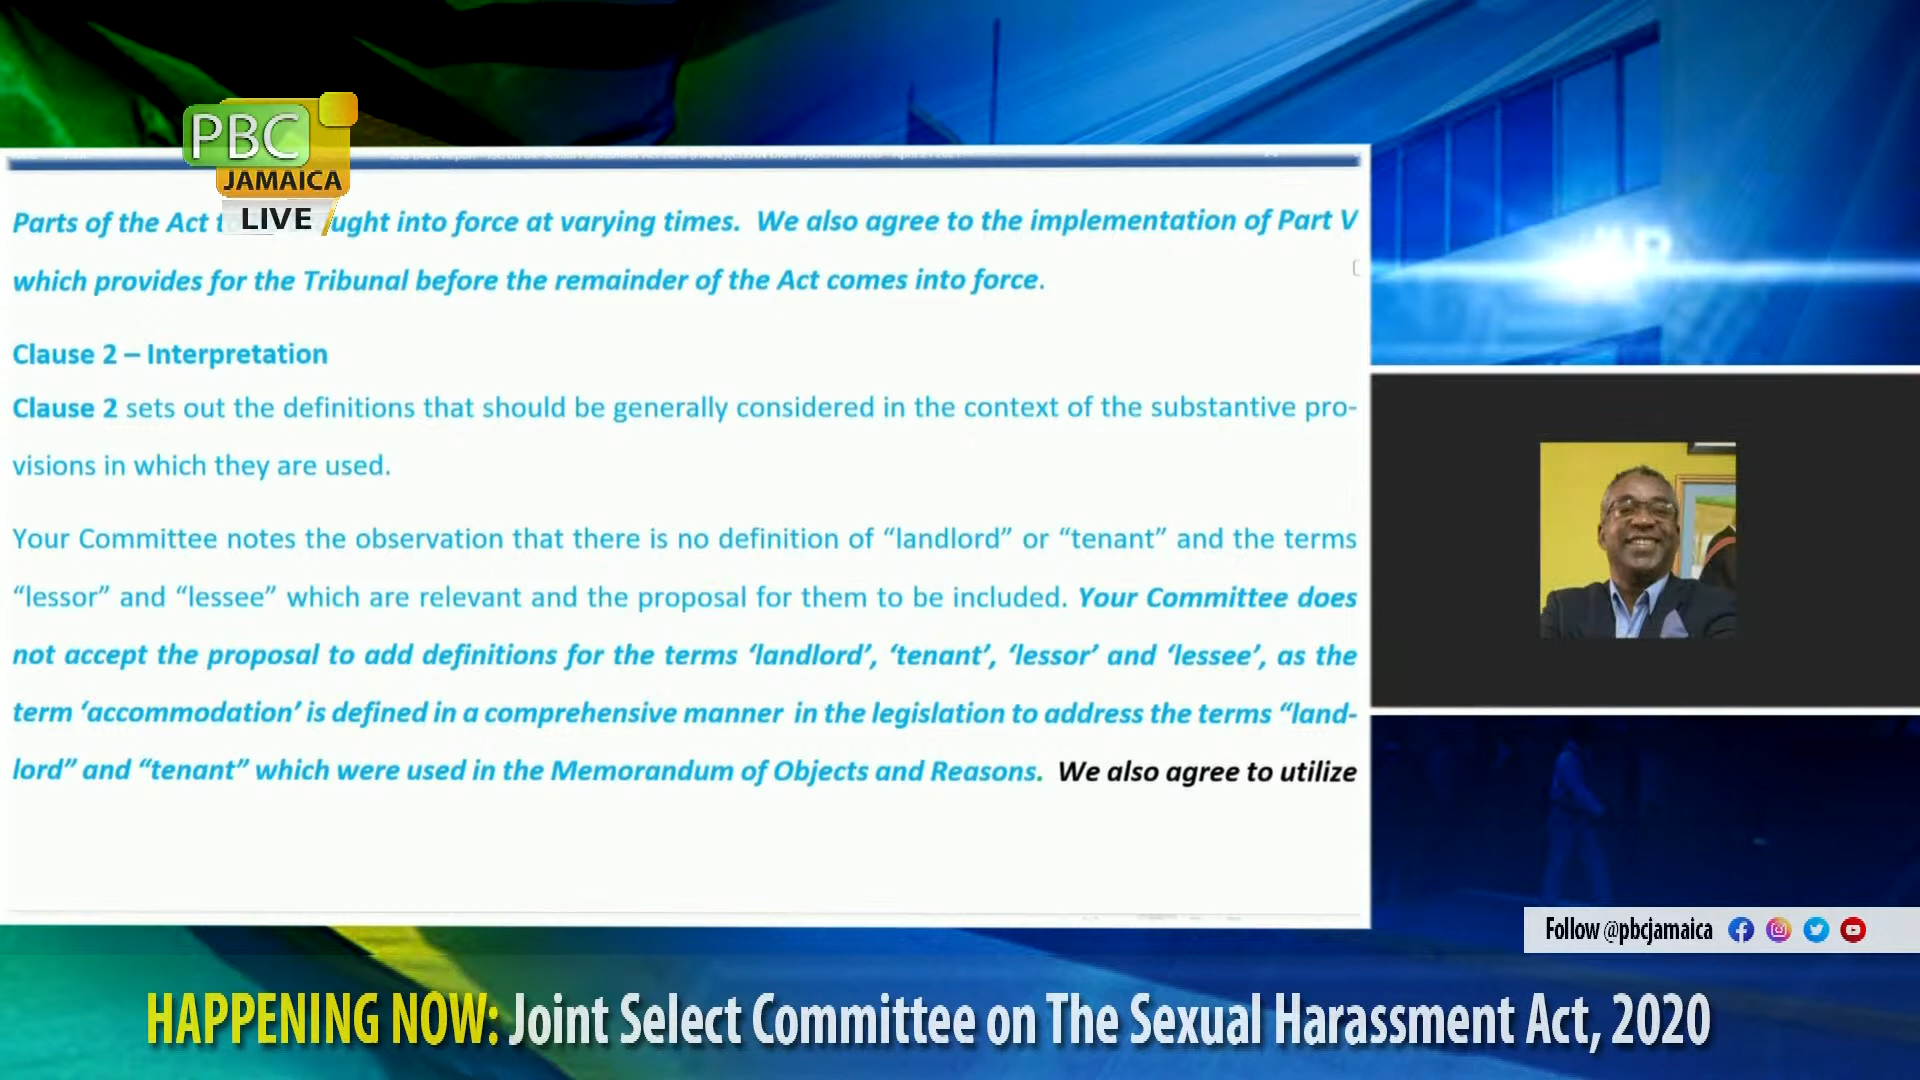 PBC
JAMAICA
LIVE
Parts of the Act ught into force at varying times. We also agree to the implementation of Part V
which provides for the Tribunal before the remainder of the Act comes into force.
Clause 2 – Interpretation
Clause 2 sets out the definitions that should be generally considered in the context of the substantive pro-
visions in which they are used.
Your Committee notes the observation that there is no definition of “landlord” or “tenant” and the terms
“lessor” and “lessee” which are relevant and the proposal for them to be included. Your Committee does
not accept the proposal to add definitions for the terms ‘landlord’, ‘tenant’, ‘lessor’ and ‘lessee’, as the
term ‘accommodation’ is defined in a comprehensive manner in the legislation to address the terms “land-
lord” and “tenant” which were used in the Memorandum of Objects and Reasons. We also agree to utilize
Follow @pbcjamaica
HAPPENING NOW: Joint Select Committee on The Sexual Harassment Act, 2020